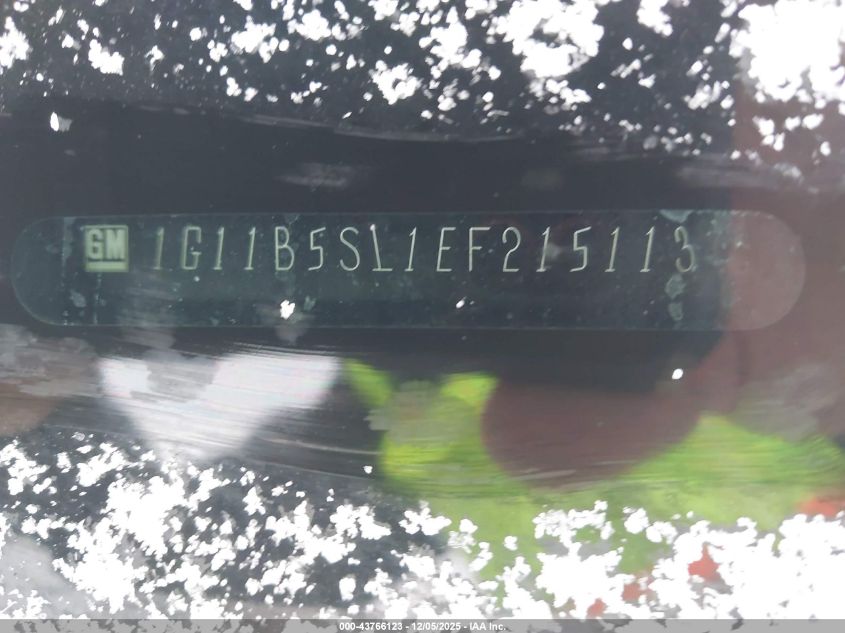 GM 1G11B5SL1EF215113
000-43766123 - 12/05/2025 - IAA Inc.